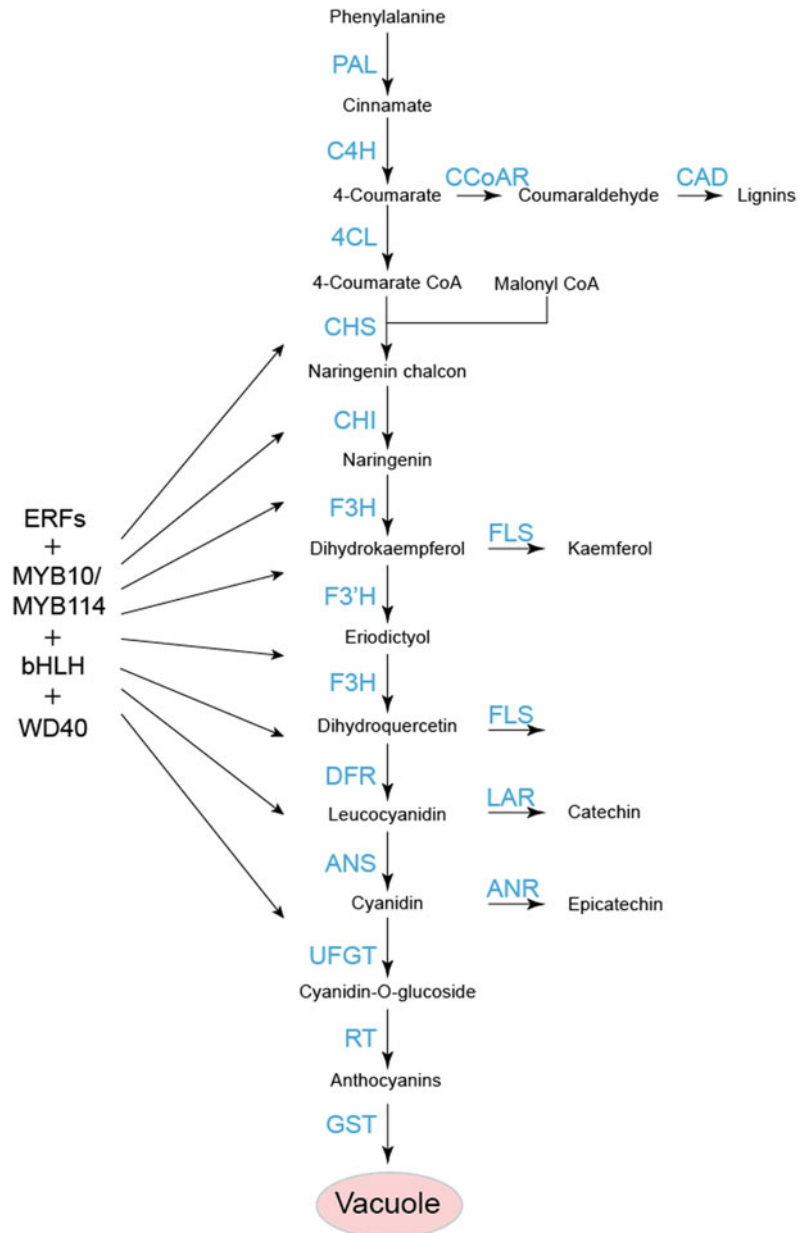 Phenylalanine
PAL
Cinnamate
C4H
4-Coumarate CCoAR Coumaraldehyde CAD Lignins
4CL
4-Coumarate CoA Malonyl CoA
CHS
Naringenin chalcon
CHI
Naringenin
F3H
Dihydrokaempferol FLS Kaemferol
F3'H
Eriodictyol
F3H
Dihydroquercetin FLS
DFR
Leucocyanidin LAR Catechin
ANS
Cyanidin ANR Epicatechin
UFGT
Cyanidin-O-glucoside
RT
Anthocyanins
GST
Vacuole
ERFs
+
MYB10/
MYB114
+
bHLH
+
WD40